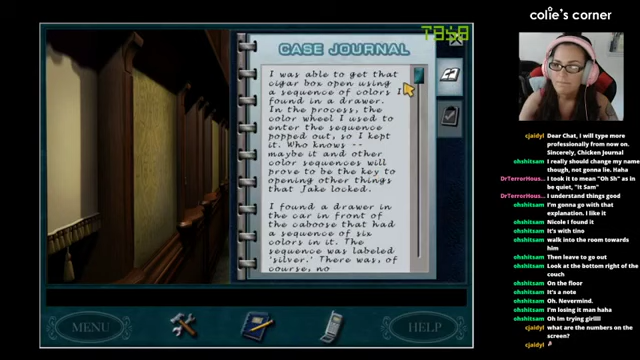 7350
colie's corner
CASE JOURNAL
I was able to get that
cigar box open using
a sequence of colors I
found in a drawer.
In the process, the
color wheel I used to
enter the sequence
popped out, so I kept
it. Who knows --
maybe it and other
color sequences will
prove to be the key to
opening other things
that Jake locked.
I found a drawer in
the car in front of
the caboose that had
a sequence of six
colors in it. The
sequence was labeled
'silver.' There was, of
course, no
MENU
HELP
cjaidyl Dear Chat, I will type more
professionally from now on.
Sincerely, Chicken Journal
ohshitsam I really should change my name
though, not gonna lie. Haha
DrTerrorHous... I took it to mean "Oh Sh" as in
be quiet, "it Sam"
DrTerrorHous... I understand things good
ohshitsam I'm gonna go with that
explanation. I like it
ohshitsam Nicole I found it
ohshitsam It's with tino
ohshitsam walk into the room towards
him
ohshitsam Then leave to go out
ohshitsam Look at the bottom right of the
couch
ohshitsam On the floor
ohshitsam It's a note
ohshitsam Oh. Nevermind.
ohshitsam I'm losing it man haha
ohshitsam Oh Im trying girllll
cjaidyl what are the numbers on the
screen?
cjaidyl